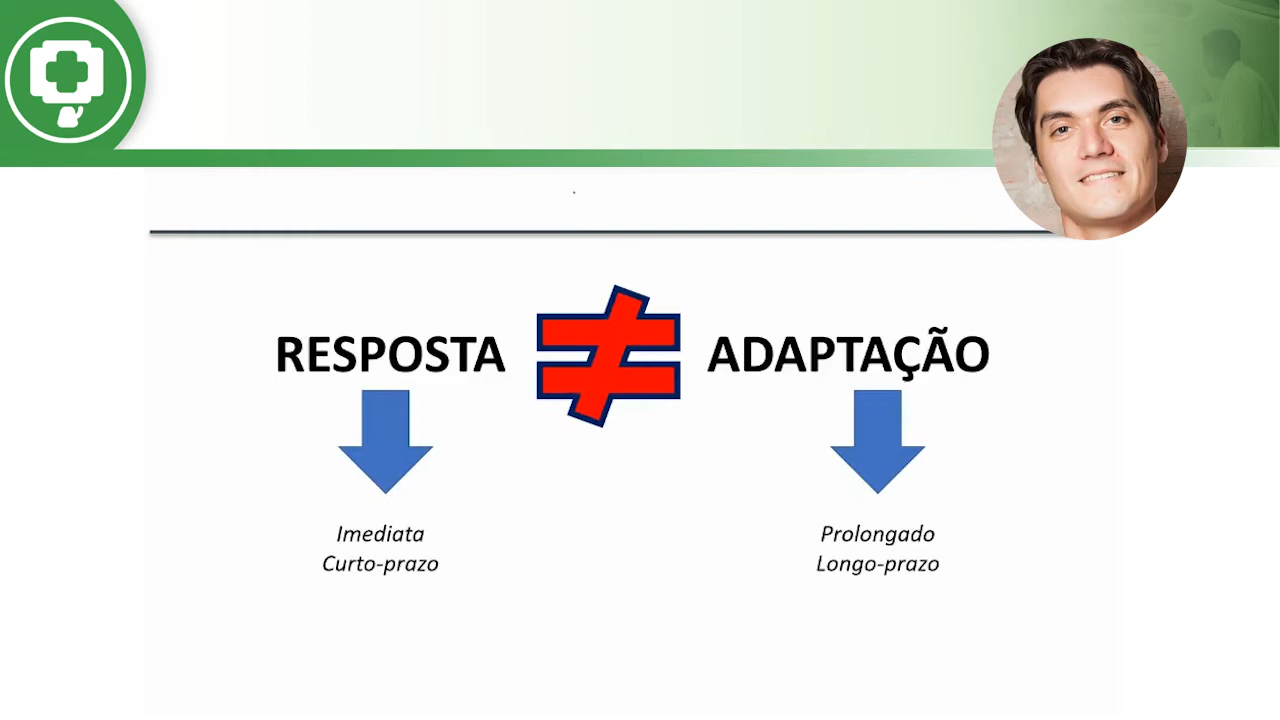 RESPOSTA ≠ ADAPTAÇÃO
Imediata
Curto-prazo
Prolongado
Longo-prazo